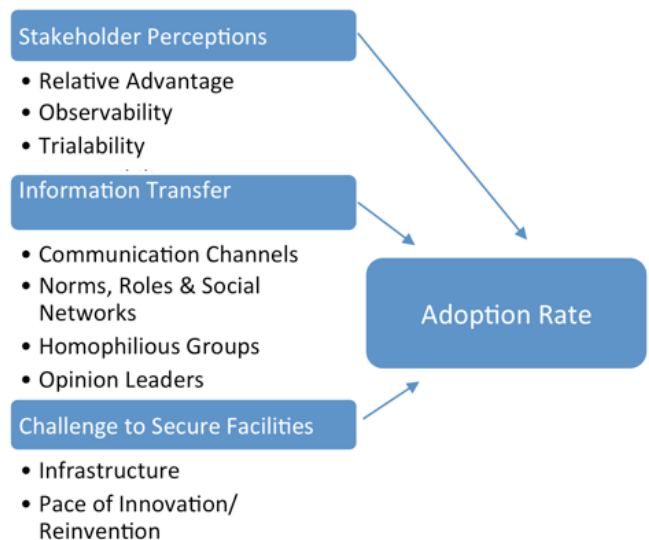 Stakeholder Perceptions
• Relative Advantage
• Observability
• Trialability
Information Transfer
• Communication Channels
• Norms, Roles & Social
Networks
• Homophilious Groups
• Opinion Leaders
Adoption Rate
Challenge to Secure Facilities
• Infrastructure
• Pace of Innovation/
Reinvention